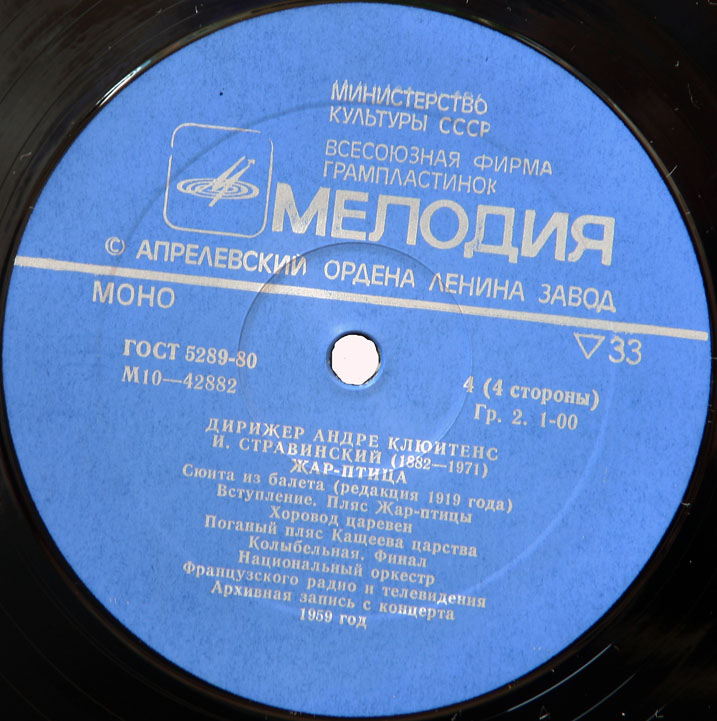 МИНИСТЕРСТВО
КУЛЬТУРЫ СССР
ВСЕСОЮЗНАЯ ФИРМА
ГРАМПЛАСТИНОК
МЕЛОДИЯ
© АПРЕЛЕВСКИЙ ОРДЕНА ЛЕНИНА ЗАВОД
МОНО
33
ГОСТ 5289-80
М10—42882
4 (4 стороны)
Гр. 2. 1-00
ДИРИЖЕР АНДРЕ КЛЮИТЕНС
И. СТРАВИНСКИЙ (1882—1971)
ЖАР-ПТИЦА
Сюита из балета (редакция 1919 года)
Вступление. Пляс Жар-птицы
Хоровод царевен
Поганый пляс Кащеева царства
Колыбельная. Финал
Национальный оркестр
Французского радио и телевидения
Архивная запись с концерта
1959 год